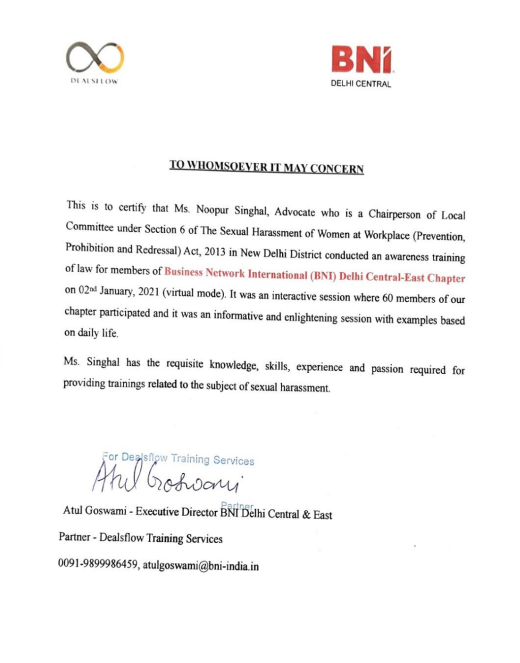 DEALSFLOW
BNI
DELHI CENTRAL
TO WHOMSOEVER IT MAY CONCERN
This is to certify that Ms. Noopur Singhal, Advocate who is a Chairperson of Local
Committee under Section 6 of The Sexual Harassment of Women at Workplace (Prevention,
Prohibition and Redressal) Act, 2013 in New Delhi District conducted an awareness training
of law for members of Business Network International (BNI) Delhi Central-East Chapter
on 02nd January, 2021 (virtual mode). It was an interactive session where 60 members of our
chapter participated and it was an informative and enlightening session with examples based
on daily life.
Ms. Singhal has the requisite knowledge, skills, experience and passion required for
providing trainings related to the subject of sexual harassment.
For Dealsflow Training Services
Atul Goswami
Partner
Atul Goswami - Executive Director BNI Delhi Central & East
Partner - Dealsflow Training Services
0091-9899986459, atulgoswami@bni-india.in